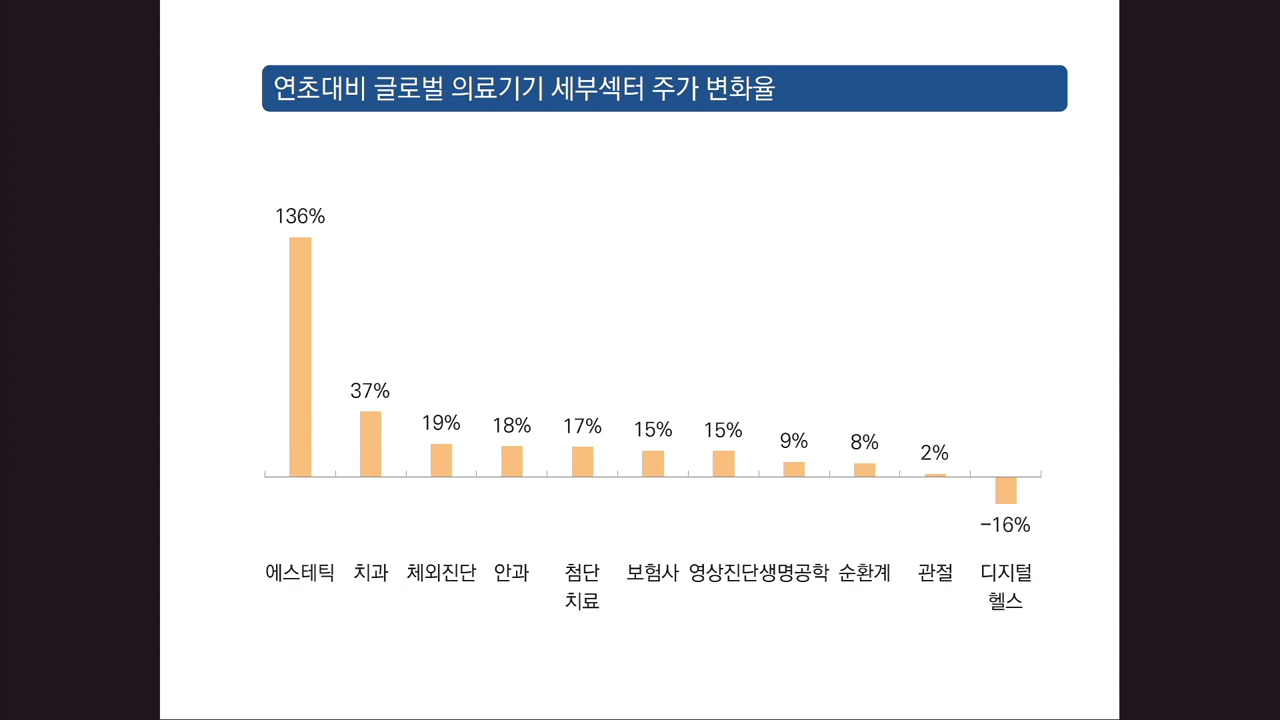 연초대비 글로벌 의료기기 세부섹터 주가 변화율
136%
37%
19%
18%
17%
15%
15%
9%
8%
2%
-16%
에스테틱
치과
체외진단
안과
첨단
치료
보험사
영상진단
생명공학
순환계
관절
디지털
헬스